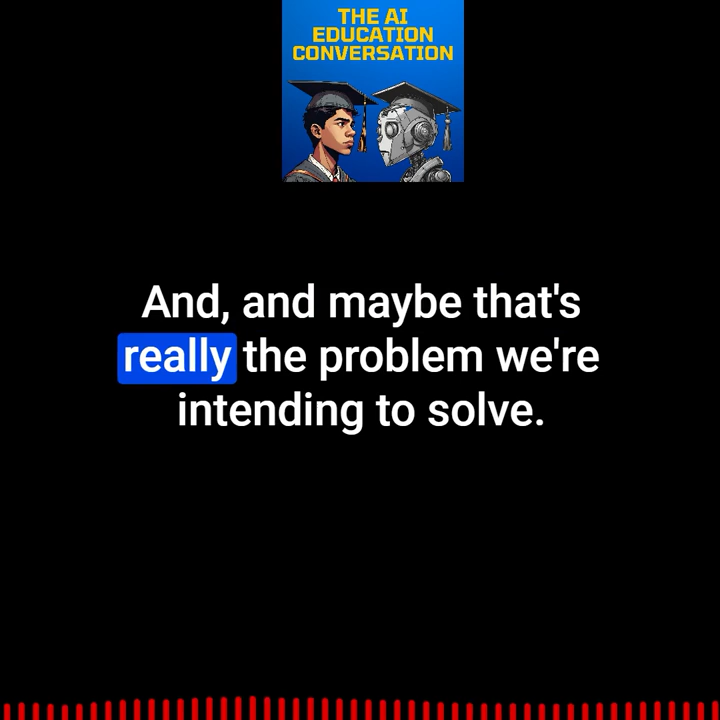 THE AI
EDUCATION
CONVERSATION
And, and maybe that's
really the problem we're
intending to solve.